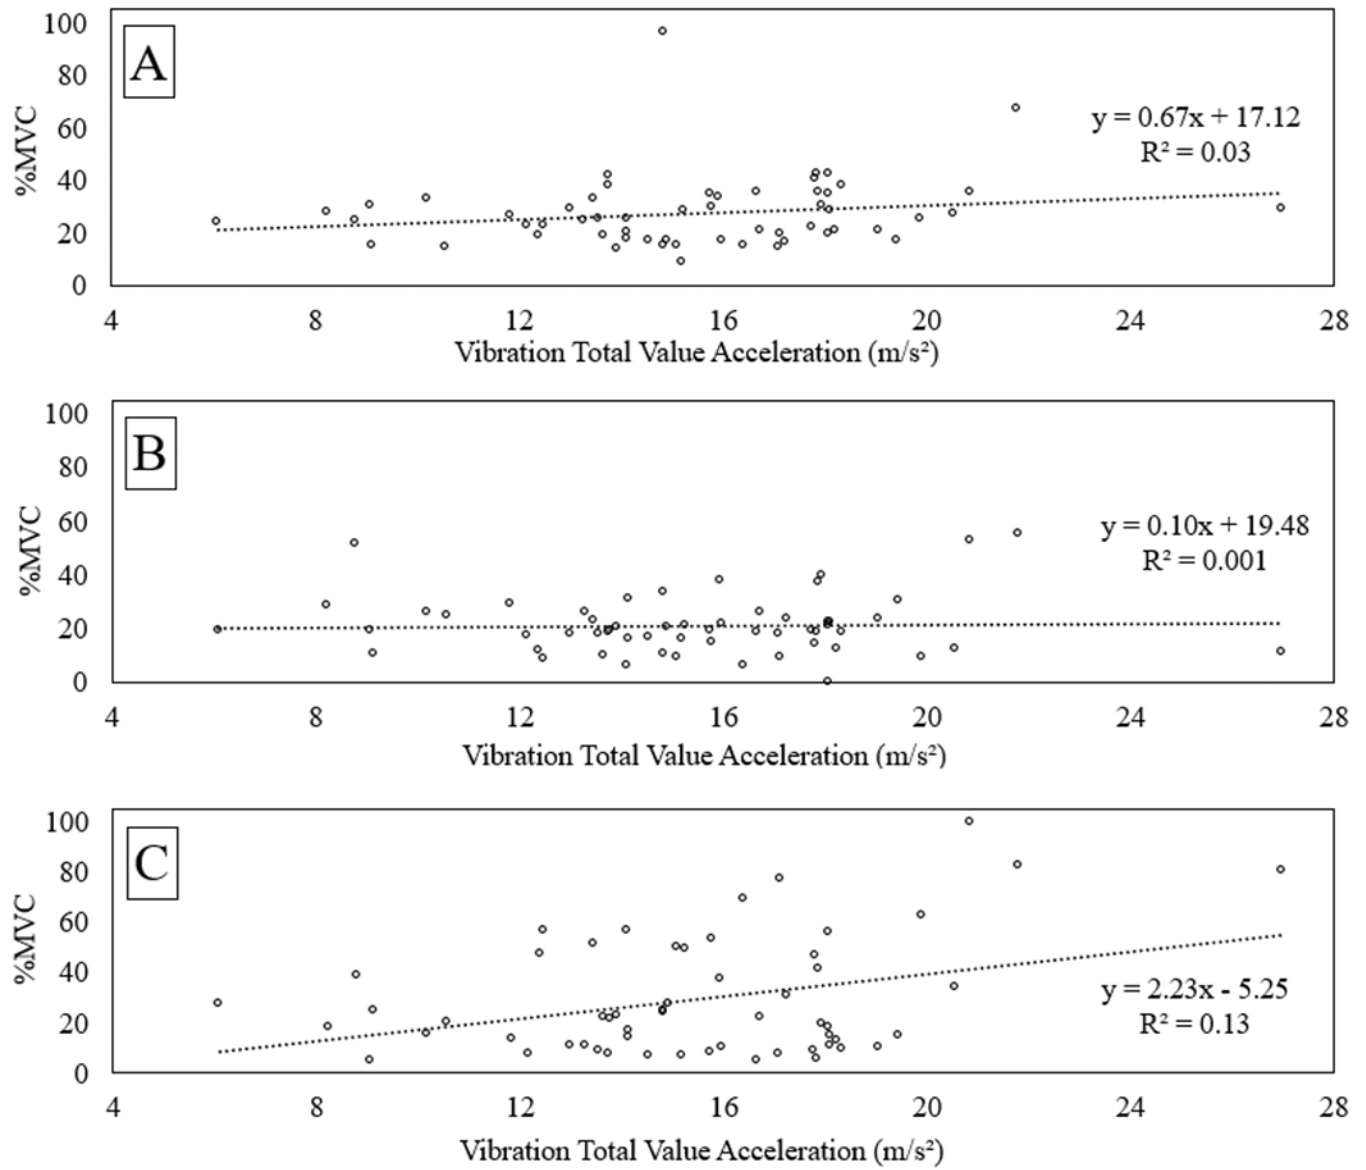 100
A
80
60
%MVC
y = 0.67x + 17.12
R² = 0.03
40
20
0
4 8 12 16 20 24 28
Vibration Total Value Acceleration (m/s²)
100
B
80
60
%MVC
y = 0.10x + 19.48
R² = 0.001
40
20
0
4 8 12 16 20 24 28
Vibration Total Value Acceleration (m/s²)
100
C
80
60
%MVC
40
y = 2.23x - 5.25
R² = 0.13
20
0
4 8 12 16 20 24 28
Vibration Total Value Acceleration (m/s²)